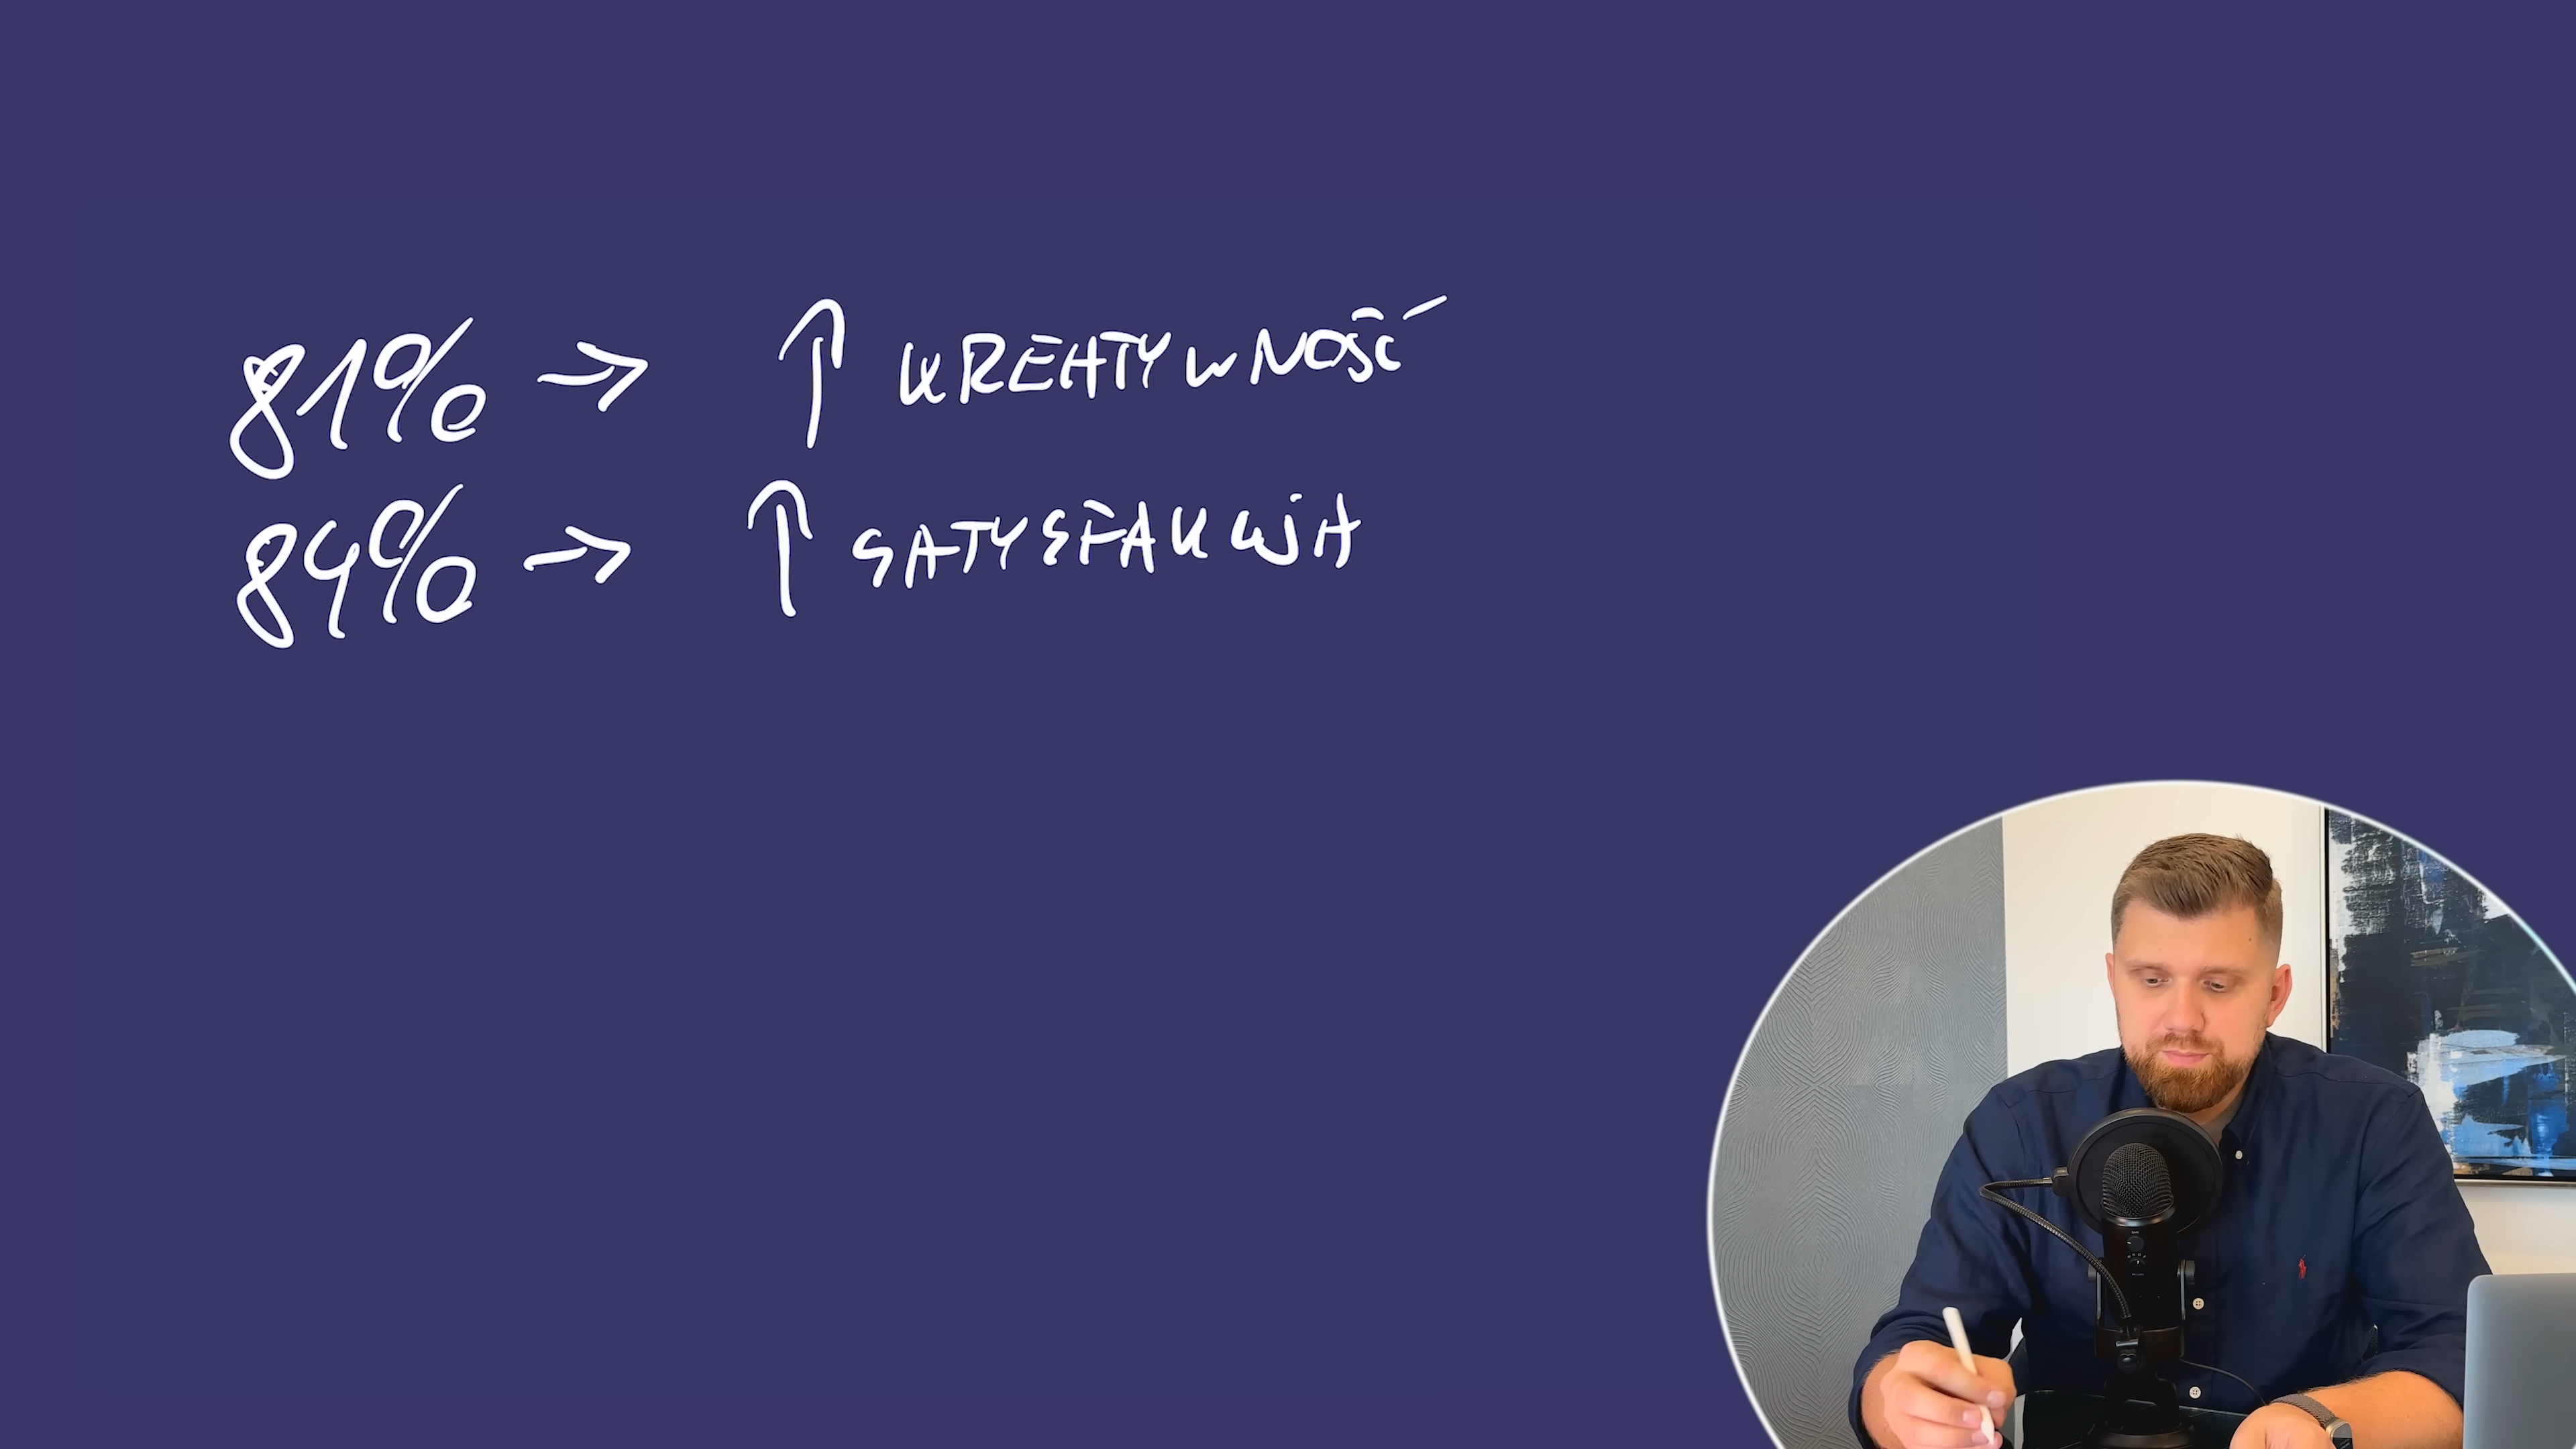 81% → ↑ KREATYWNOŚĆ
84% → ↑ SATYSFAKCJA